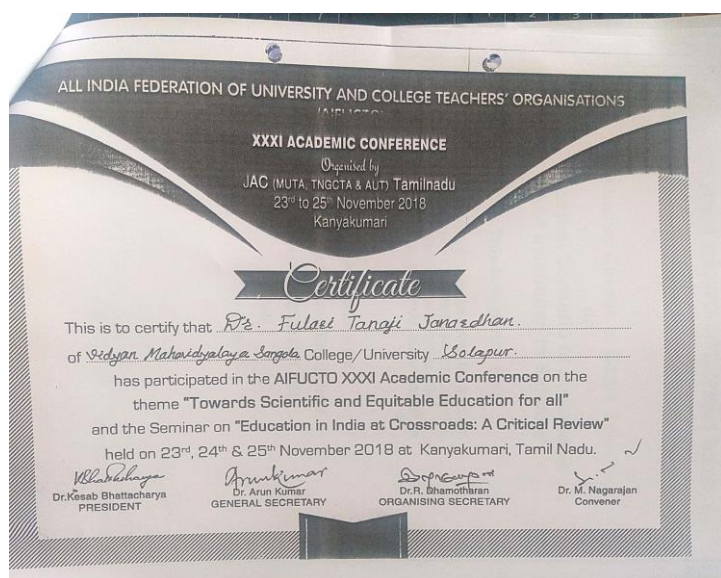 ALL INDIA FEDERATION OF UNIVERSITY AND COLLEGE TEACHERS' ORGANISATIONS
(AIFUCTO)
XXXI ACADEMIC CONFERENCE
Organised by
JAC (MUTA, TNGCTA & AUT) Tamilnadu
23rd to 25th November 2018
Kanyakumari
Certificate
This is to certify that Dr. Fulari Tanaji Janardhan.
of Vidyan Mahavidyalaya Sangola College/University Solapur.
has participated in the AIFUCTO XXXI Academic Conference on the
theme "Towards Scientific and Equitable Education for all"
and the Seminar on "Education in India at Crossroads: A Critical Review"
held on 23rd, 24th & 25th November 2018 at Kanyakumari, Tamil Nadu.
Dr.Kesab Bhattacharya Dr. Arun Kumar Dr.R. Dhamotharan Dr. M. Nagarajan
PRESIDENT GENERAL SECRETARY ORGANISING SECRETARY Convener